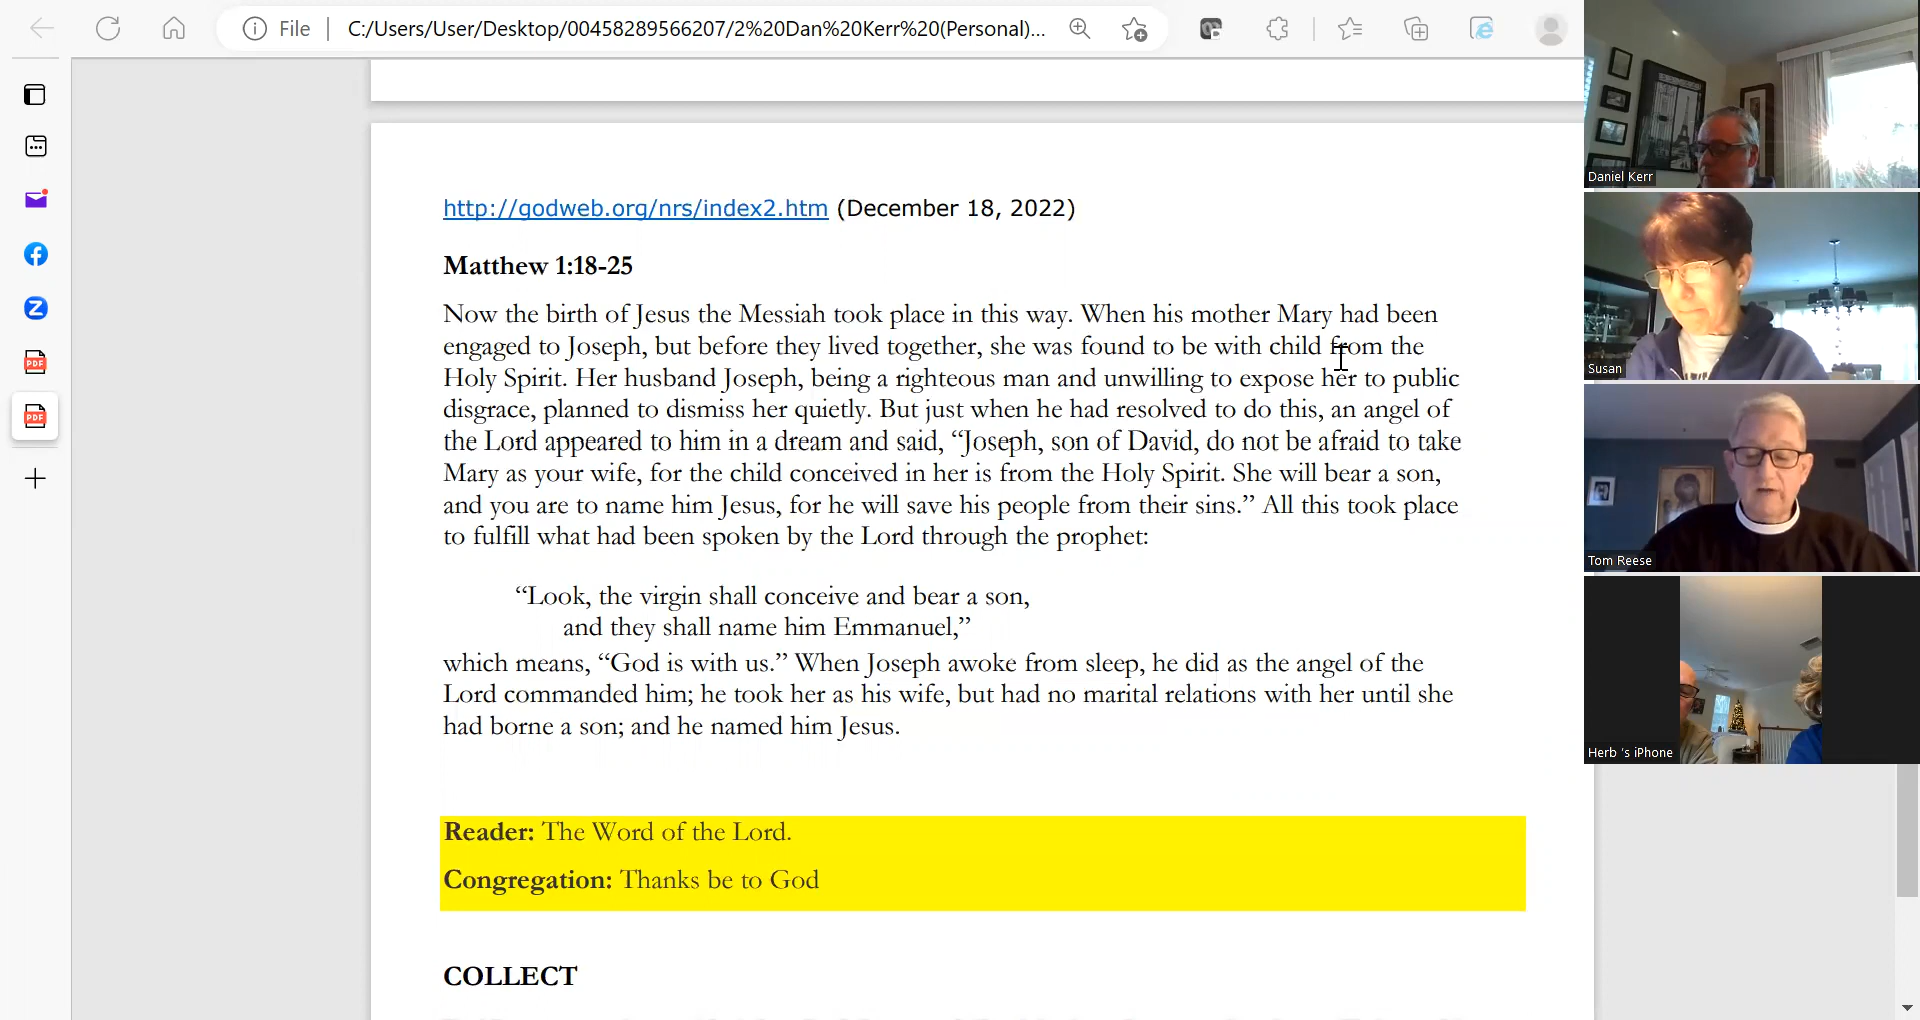 File
C:/Users/User/Desktop/00458289566207/2%20Dan%20Kerr%20(Personal)...
http://godweb.org/nrs/index2.htm (December 18, 2022)
Matthew 1:18-25
Now the birth of Jesus the Messiah took place in this way. When his mother Mary had been
engaged to Joseph, but before they lived together, she was found to be with child from the
Holy Spirit. Her husband Joseph, being a righteous man and unwilling to expose her to public
disgrace, planned to dismiss her quietly. But just when he had resolved to do this, an angel of
the Lord appeared to him in a dream and said, “Joseph, son of David, do not be afraid to take
Mary as your wife, for the child conceived in her is from the Holy Spirit. She will bear a son,
and you are to name him Jesus, for he will save his people from their sins.” All this took place
to fulfill what had been spoken by the Lord through the prophet:
“Look, the virgin shall conceive and bear a son,
and they shall name him Emmanuel,”
which means, “God is with us.” When Joseph awoke from sleep, he did as the angel of the
Lord commanded him; he took her as his wife, but had no marital relations with her until she
had borne a son; and he named him Jesus.
Reader: The Word of the Lord.
Congregation: Thanks be to God
COLLECT
PDF
PDF
Daniel Kerr
Susan
Tom Reese
Herb 's iPhone